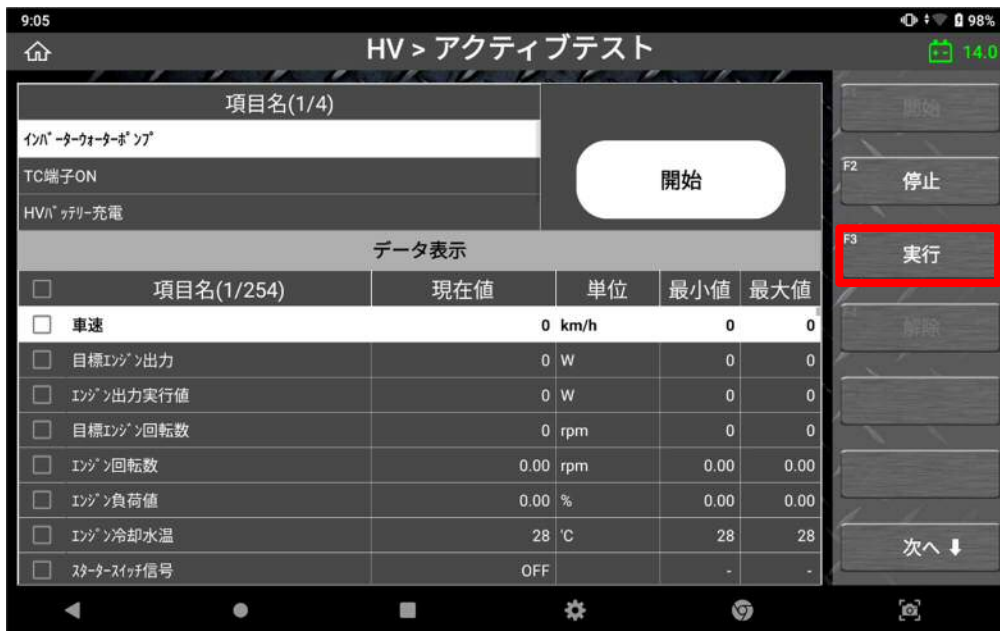 9:05
98%
HV > アクティブテスト
14.0
項目名(1/4)
ｲﾝﾊﾞｰﾀｰｳｫｰﾀｰﾎﾟﾝﾌﾟ
TC端子ON
HVﾊﾞｯﾃﾘｰ充電
開始
F1 開始
F2 停止
F3 実行
F4 解除
次へ ⬇
データ表示
項目名(1/254) 現在値 単位 最小値 最大値
車速 0 km/h 0 0
目標ｴﾝｼﾞﾝ出力 0 W 0 0
ｴﾝｼﾞﾝ出力実行値 0 W 0 0
目標ｴﾝｼﾞﾝ回転数 0 rpm 0 0
ｴﾝｼﾞﾝ回転数 0.00 rpm 0.00 0.00
ｴﾝｼﾞﾝ負荷値 0.00 % 0.00 0.00
ｴﾝｼﾞﾝ冷却水温 28 'C 28 28
ｽﾀｰﾀｰｽｲｯﾁ信号 OFF - -